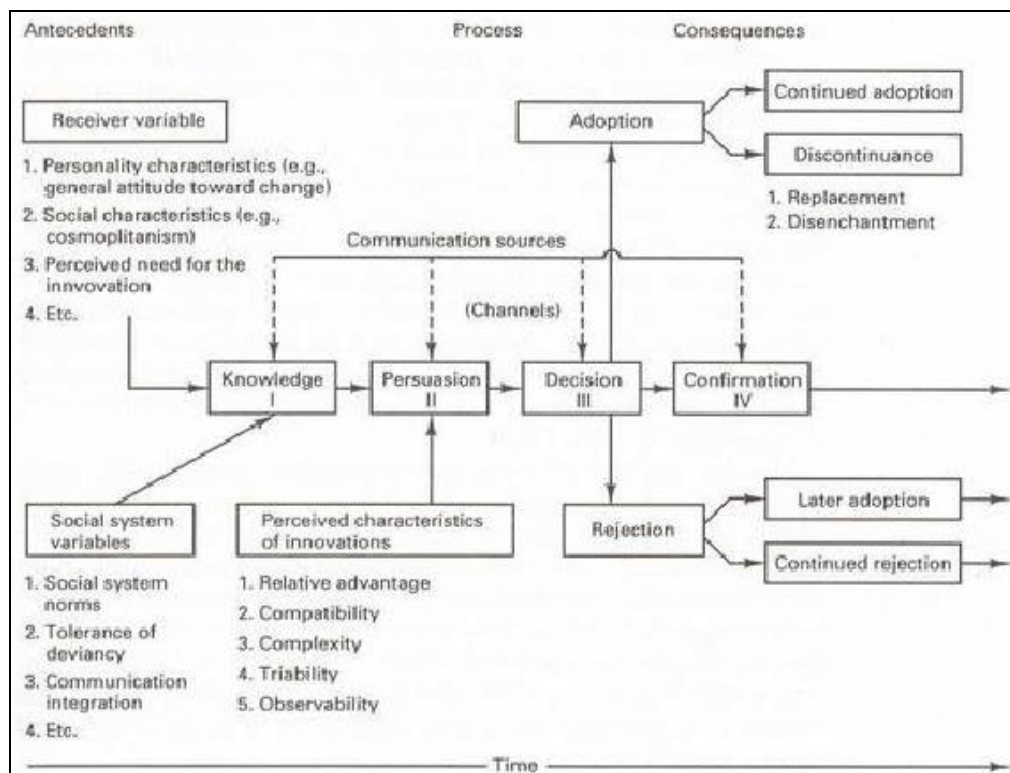 Antecedents
Process
Consequences
Receiver variable
1. Personality characteristics (e.g.,
general attitude toward change)
2. Social characteristics (e.g.,
cosmoplitanism)
3. Perceived need for the
innvovation
4. Etc.
Adoption
Continued adoption
Discontinuance
1. Replacement
2. Disenchantment
Communication sources
(Channels)
Knowledge
I
Persuasion
II
Decision
III
Confirmation
IV
Social system
variables
1. Social system
norms
2. Tolerance of
deviancy
3. Communication
integration
4. Etc.
Perceived characteristics
of innovations
1. Relative advantage
2. Compatibility
3. Complexity
4. Triability
5. Observability
Rejection
Later adoption
Continued rejection
Time